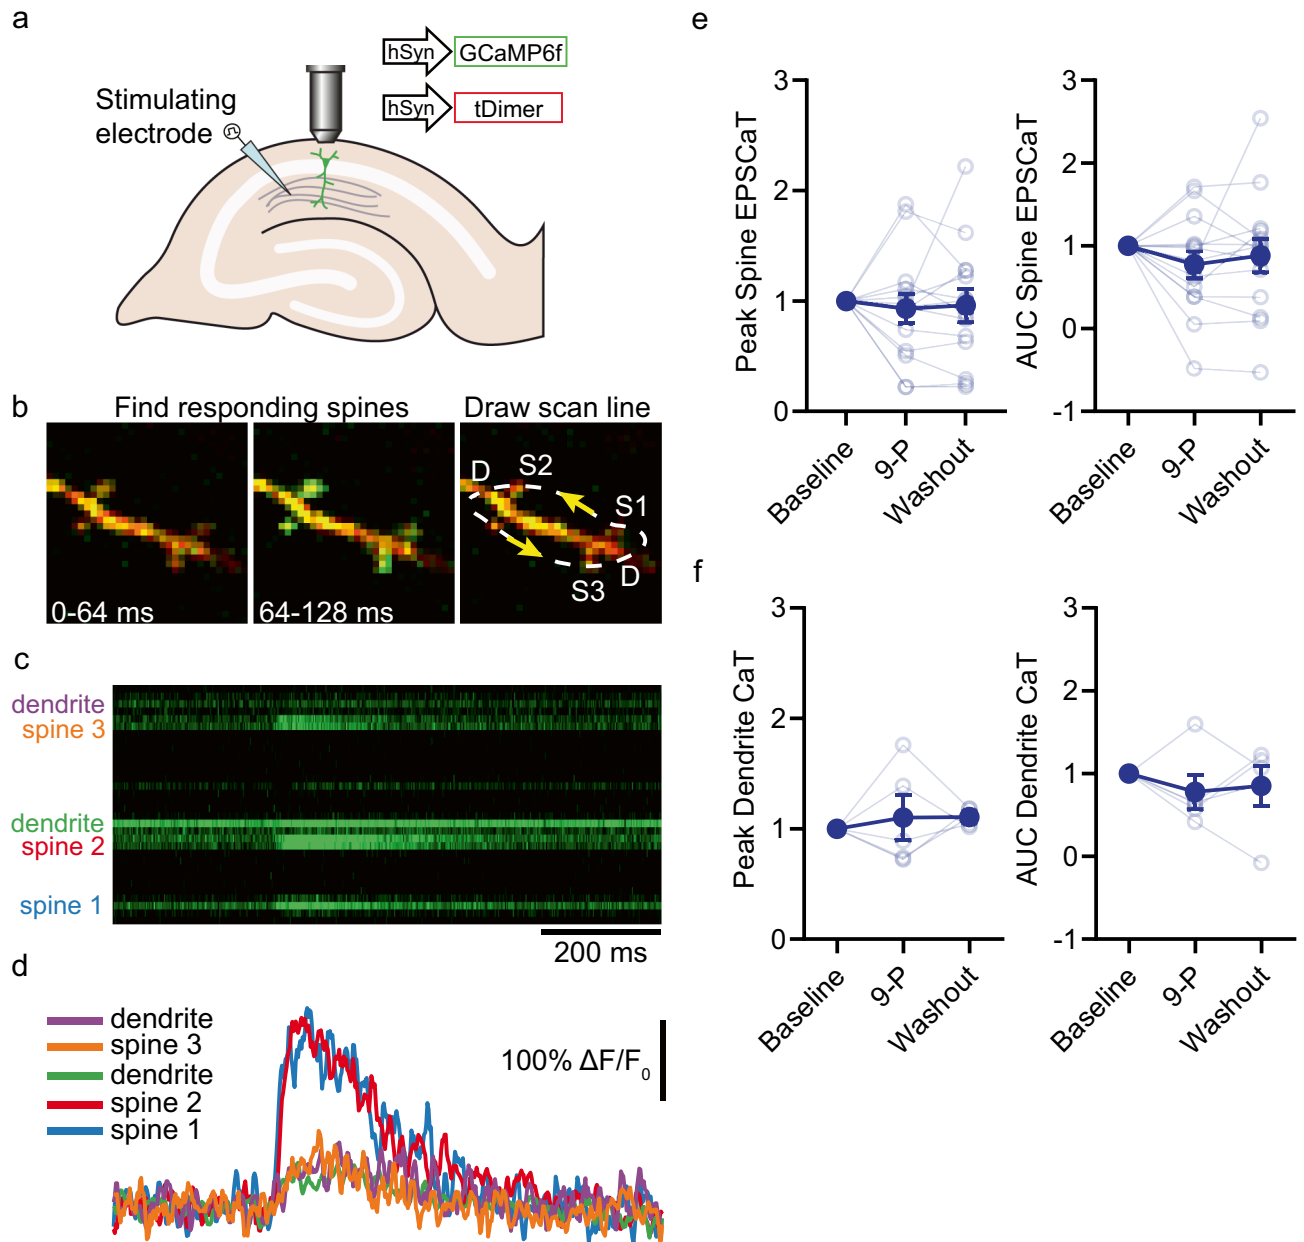 a
hSyn GCaMP6f
hSyn tDimer
Stimulating
electrode
b
Find responding spines
Draw scan line
0-64 ms
64-128 ms
D
S2
S1
S3
D
c
dendrite
spine 3
dendrite
spine 2
spine 1
200 ms
d
dendrite
spine 3
dendrite
spine 2
spine 1
100% ΔF/F0
e
Peak Spine EPSCaT
3
2
1
0
Baseline
9-P
Washout
AUC Spine EPSCaT
3
2
1
0
-1
Baseline
9-P
Washout
f
Peak Dendrite CaT
3
2
1
0
Baseline
9-P
Washout
AUC Dendrite CaT
3
2
1
0
-1
Baseline
9-P
Washout